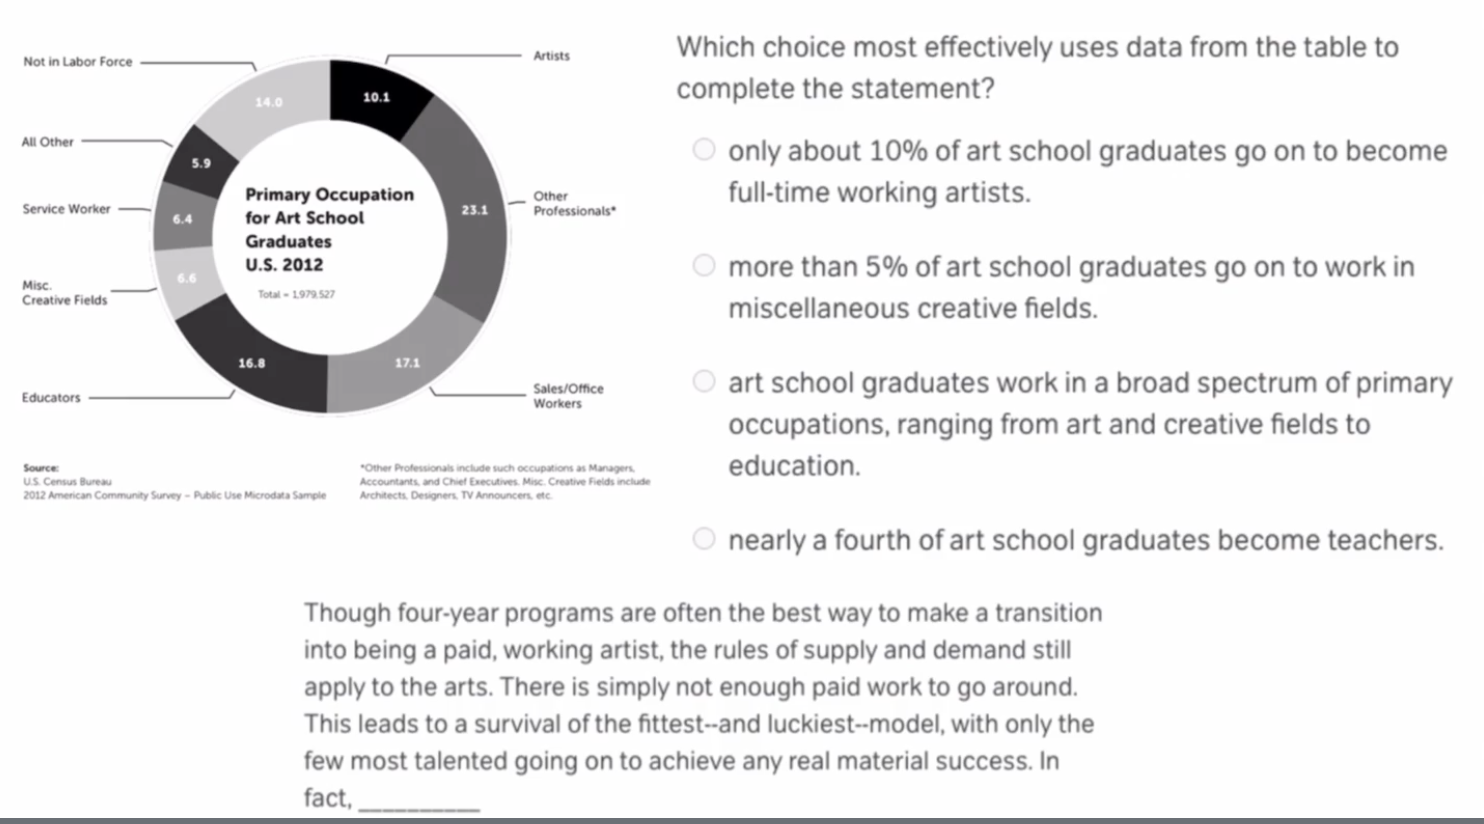 Not in Labor Force
Artists
14.0
10.1
All Other
5.9
Service Worker
6.4
Primary Occupation
for Art School
Graduates
U.S. 2012
Total = 1,979,527
23.1
Other
Professionals*
Misc.
Creative Fields
6.6
16.8
17.1
Educators
Sales/Office
Workers
Source:
U.S. Census Bureau
2012 American Community Survey – Public Use Microdata Sample
*Other Professionals include such occupations as Managers,
Accountants, and Chief Executives. Misc. Creative Fields include
Architects, Designers, TV Announcers, etc.
Which choice most effectively uses data from the table to
complete the statement?
only about 10% of art school graduates go on to become
full-time working artists.
more than 5% of art school graduates go on to work in
miscellaneous creative fields.
art school graduates work in a broad spectrum of primary
occupations, ranging from art and creative fields to
education.
nearly a fourth of art school graduates become teachers.
Though four-year programs are often the best way to make a transition
into being a paid, working artist, the rules of supply and demand still
apply to the arts. There is simply not enough paid work to go around.
This leads to a survival of the fittest--and luckiest--model, with only the
few most talented going on to achieve any real material success. In
fact, __________